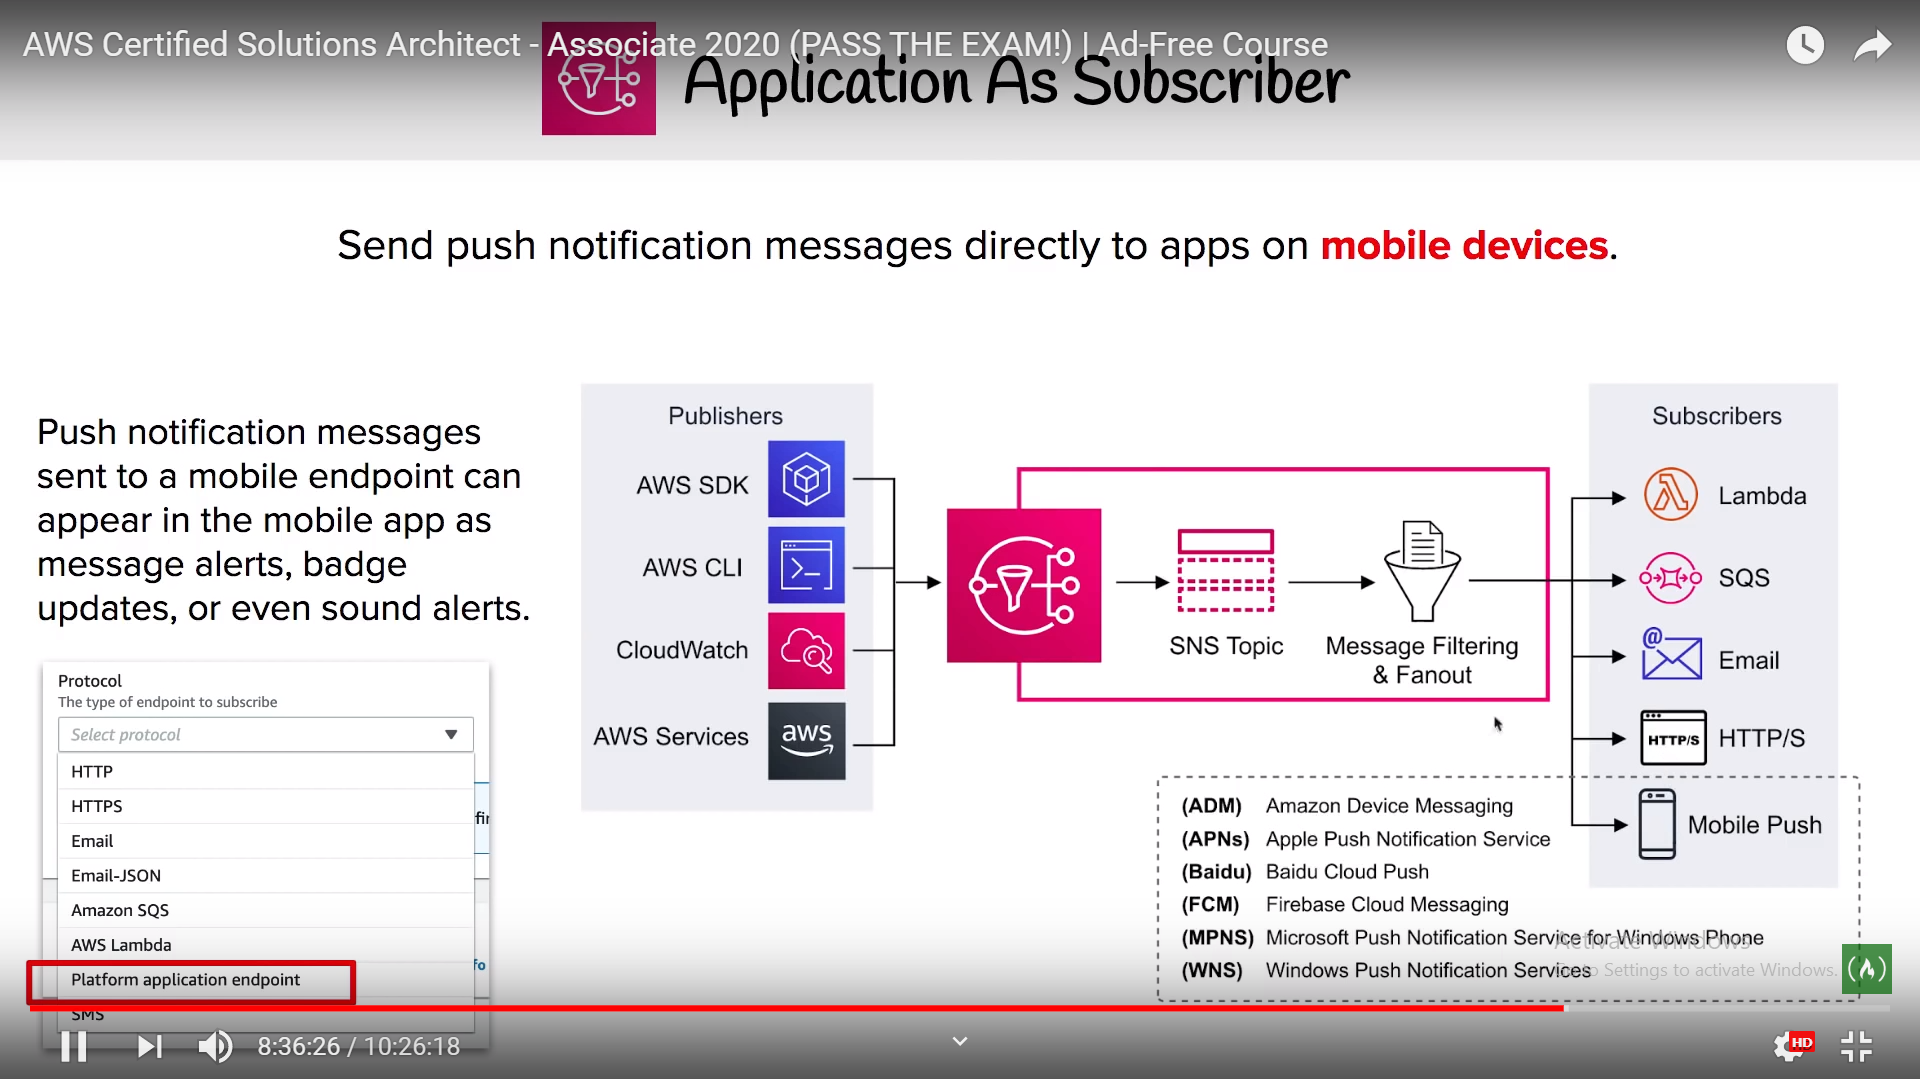 AWS Certified Solutions Architect - Associate 2020 (PASS THE EXAM!) | Ad-Free Course
Application As Subscriber
Send push notification messages directly to apps on mobile devices.
Push notification messages
sent to a mobile endpoint can
appear in the mobile app as
message alerts, badge
updates, or even sound alerts.
Protocol
The type of endpoint to subscribe
Select protocol
HTTP
HTTPS
Email
Email-JSON
Amazon SQS
AWS Lambda
Platform application endpoint
SMS
Publishers
AWS SDK
AWS CLI
CloudWatch
AWS Services
aws
SNS Topic
Message Filtering
& Fanout
Subscribers
Lambda
SQS
Email
HTTP/S
HTTP/S
Mobile Push
(ADM) Amazon Device Messaging
(APNs) Apple Push Notification Service
(Baidu) Baidu Cloud Push
(FCM) Firebase Cloud Messaging
(MPNS) Microsoft Push Notification Service for Windows Phone
(WNS) Windows Push Notification Services
Activate Windows
Go to Settings to activate Windows.
8:36:26 / 10:26:18
HD